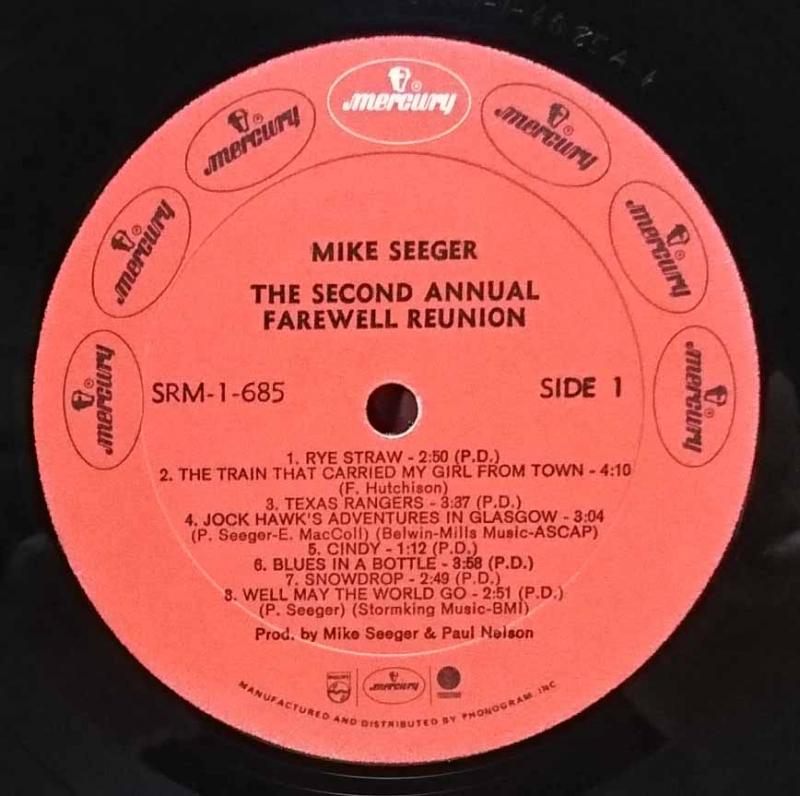 mercury
mercury
mercury
mercury
mercury
mercury
mercury
MIKE SEEGER
THE SECOND ANNUAL
FAREWELL REUNION
SRM-1-685
SIDE 1
1. RYE STRAW - 2:50 (P.D.)
2. THE TRAIN THAT CARRIED MY GIRL FROM TOWN - 4:10
(F. Hutchison)
3. TEXAS RANGERS - 3:37 (P.D.)
4. JOCK HAWK'S ADVENTURES IN GLASGOW - 3:04
(P. Seeger-E. MacColl) (Belwin-Mills Music-ASCAP)
5. CINDY - 1:12 (P.D.)
6. BLUES IN A BOTTLE - 3:58 (P.D.)
7. SNOWDROP - 2:49 (P.D.)
8. WELL MAY THE WORLD GO - 2:51 (P.D.)
(P. Seeger) (Stormking Music-BMI)
Prod. by Mike Seeger & Paul Nelson
PHILIPS
mercury
MANUFACTURED AND DISTRIBUTED BY PHONOGRAM, INC